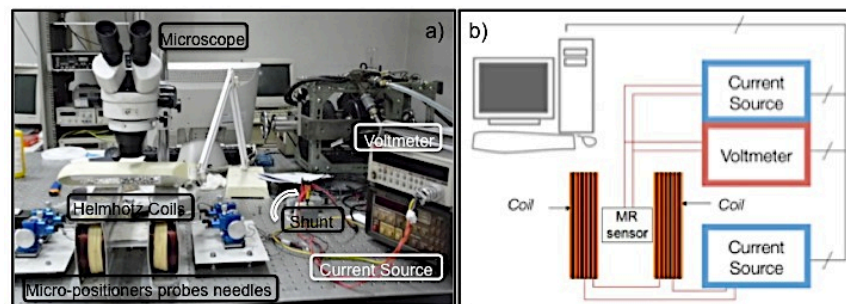 a)
Microscope
Voltmeter
Helmhotz Coils
Shunt
Current Source
Micro-positioners probes needles
b)
Current
Source
Voltmeter
Coil
MR
sensor
Coil
Current
Source